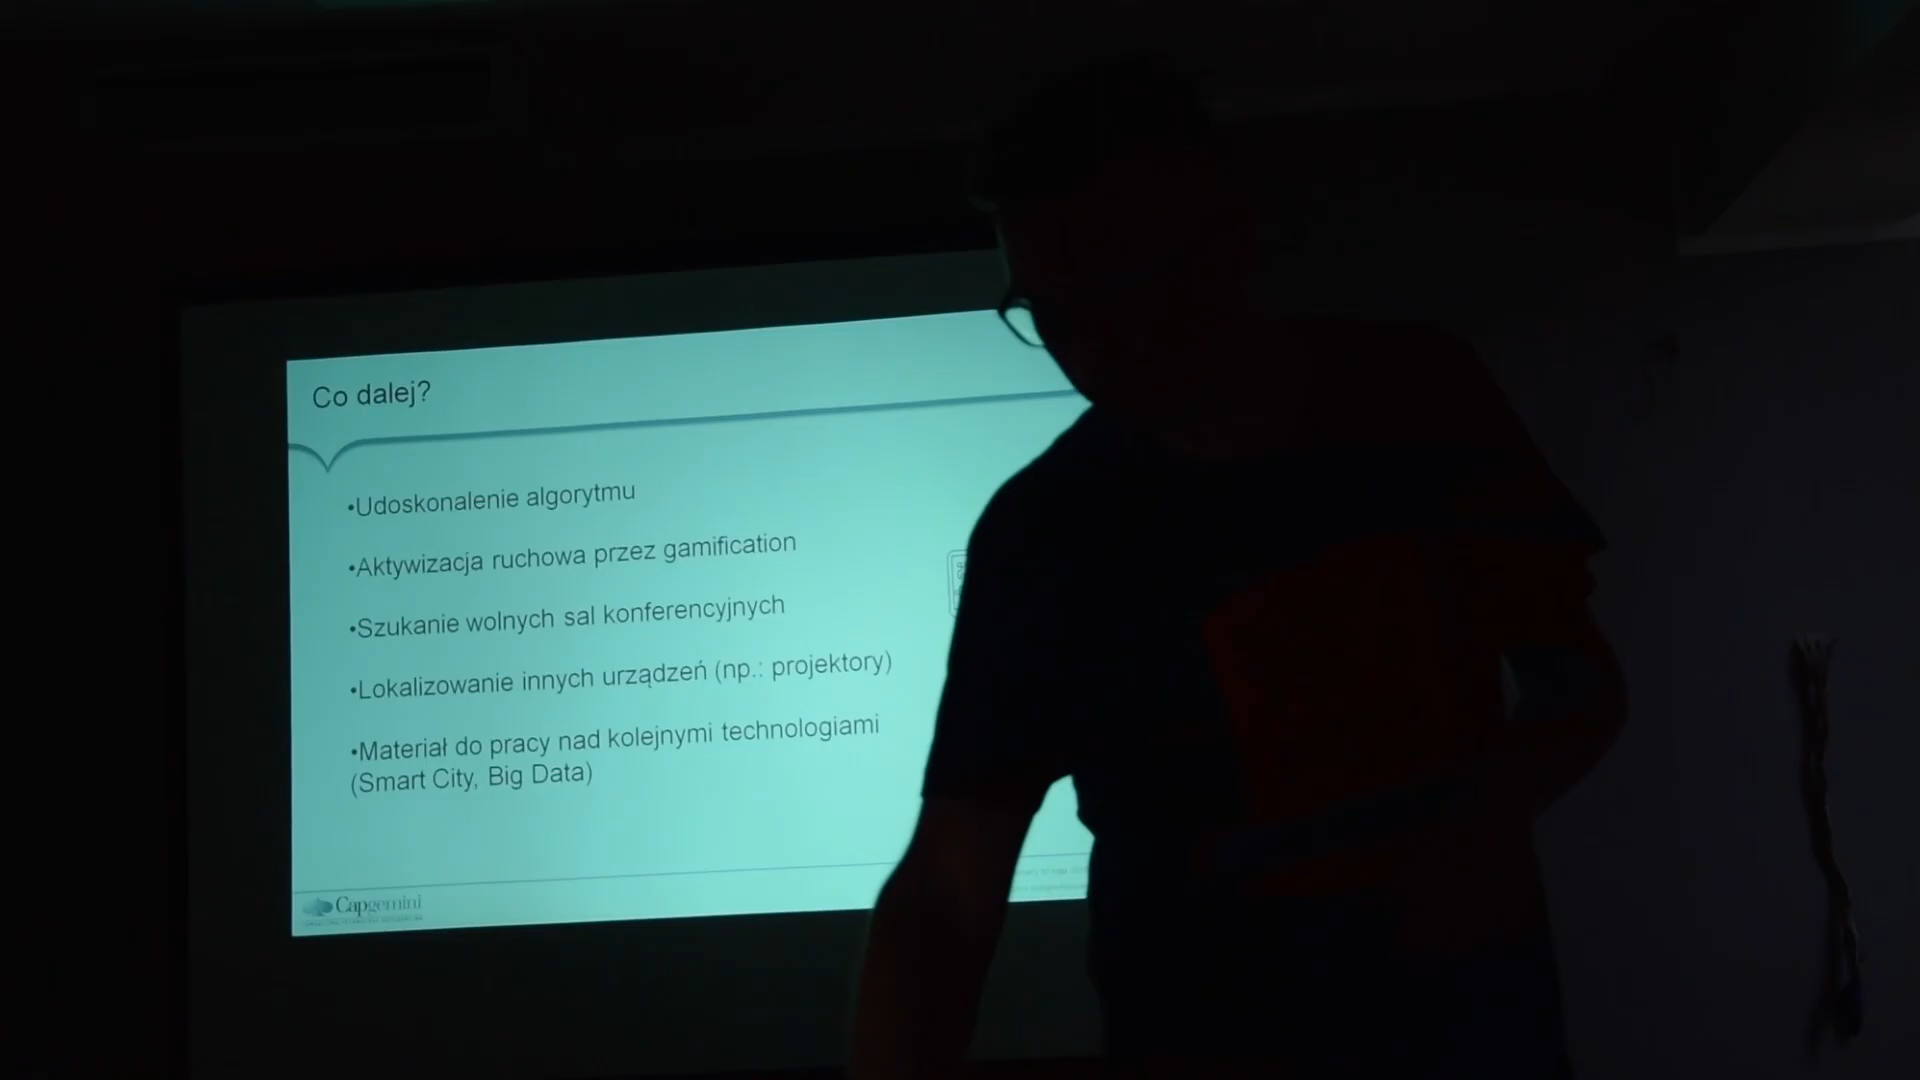 Co dalej?
•Udoskonalenie algorytmu
•Aktywizacja ruchowa przez gamification
•Szukanie wolnych sal konferencyjnych
•Lokalizowanie innych urządzeń (np.: projektory)
•Materiał do pracy nad kolejnymi technologiami
(Smart City, Big Data)
Capgemini